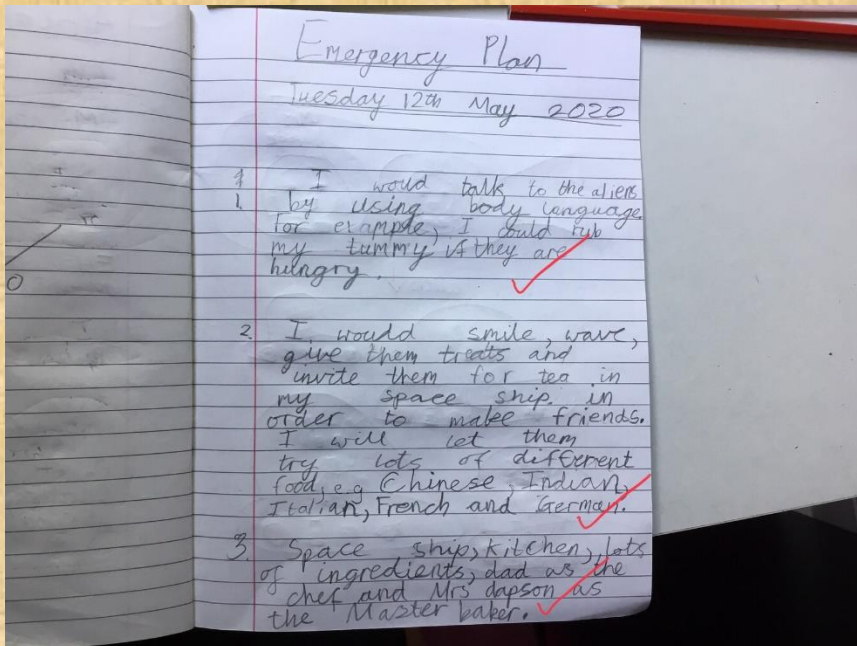 Emergency Plan
Tuesday 12th May 2020
1. I would talk to the aliens
by using body language.
For example, I could rub
my tummy if they are
hungry.
2. I would smile, wave,
give them treats and
invite them for tea in
my space ship in
order to make friends.
I will let them
try lots of different
food, e.g Chinese, Indian,
Italian, French and German.
3. Space ship, kitchen, lots
of ingredients, dad as the
chef and Mrs dapson as
the Master baker.